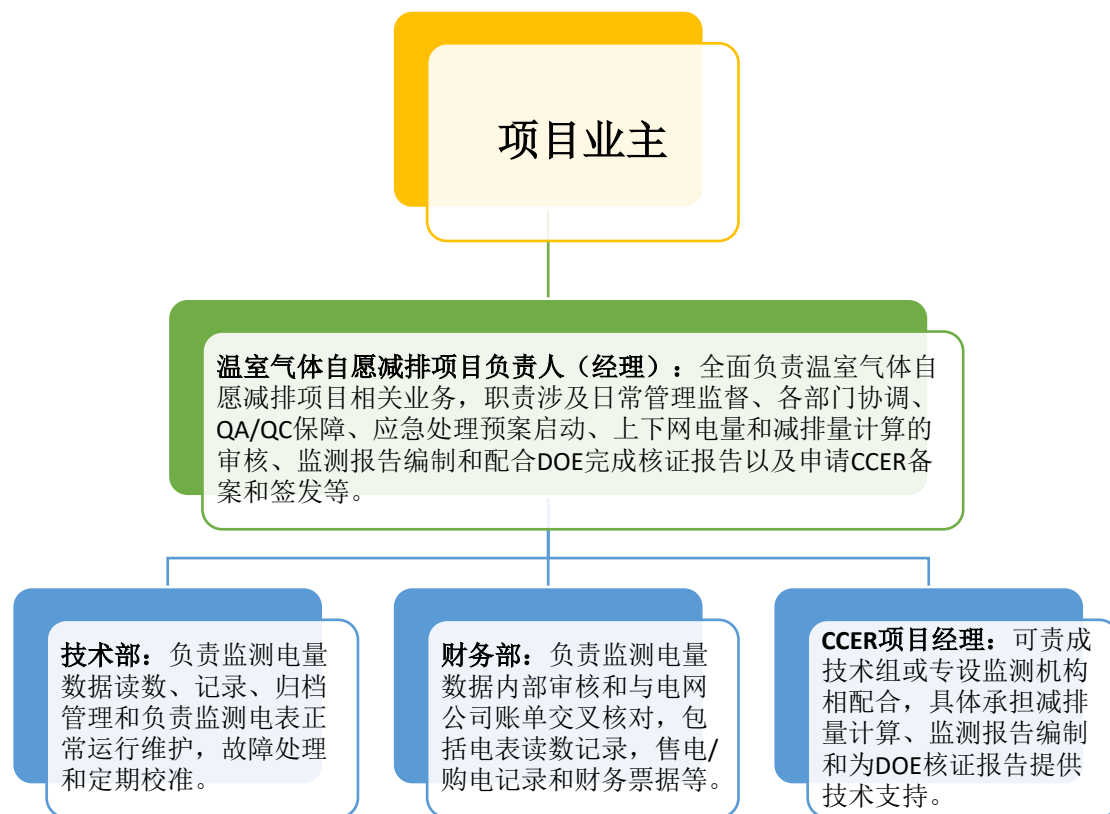 项目业主
温室气体自愿减排项目负责人（经理）：全面负责温室气体自
愿减排项目相关业务，职责涉及日常管理监督、各部门协调、
QA/QC保障、应急处理预案启动、上下网电量和减排量计算的
审核、监测报告编制和配合DOE完成核证报告以及申请CCER备
案和签发等。
技术部：负责监测电量
数据读数、记录、归档
管理和负责监测电表正
常运行维护，故障处理
和定期校准。
财务部：负责监测电量
数据内部审核和与电网
公司账单交叉核对，包
括电表读数记录，售电/
购电记录和财务票据等。
CCER项目经理：可责成
技术组或专设监测机构
相配合，具体承担减排
量计算、监测报告编制
和为DOE核证报告提供
技术支持。